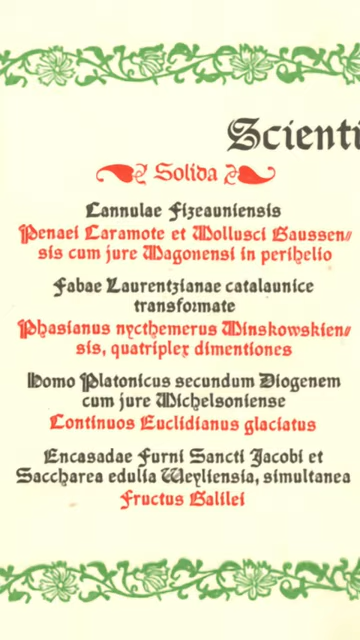 Scienti
Solida
Cannulae Fizeauniensis
Penaei Caramote et Mollusci Gaussen//
sis cum jure Magonensi in perihelio
Fabae Laurentzianae catalaunice
transformate
Phasianus nycthemerus Minskowskien//
sis, quatriplex dimentiones
Homo Platonicus secundum Diogenem
cum jure Michelsoniense
Continuos Euclidianus glaciatus
Encasadae Furni Sancti Jacobi et
Saccharea edulia Weyliensia, simultanea
Fructus Galilei